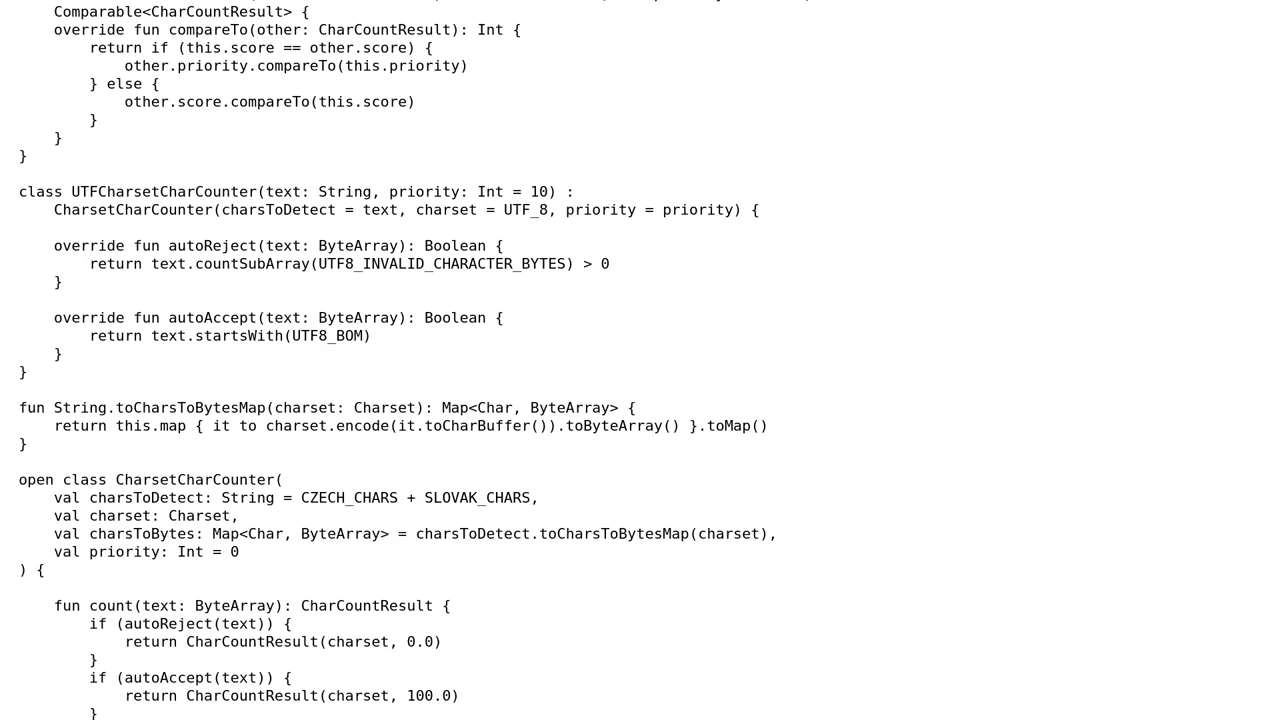 Comparable<CharCountResult> {
override fun compareTo(other: CharCountResult): Int {
return if (this.score == other.score) {
other.priority.compareTo(this.priority)
} else {
other.score.compareTo(this.score)
}
}
}
class UTFCharsetCharCounter(text: String, priority: Int = 10) :
CharsetCharCounter(charsToDetect = text, charset = UTF_8, priority = priority) {
override fun autoReject(text: ByteArray): Boolean {
return text.countSubArray(UTF8_INVALID_CHARACTER_BYTES) > 0
}
override fun autoAccept(text: ByteArray): Boolean {
return text.startsWith(UTF8_BOM)
}
}
fun String.toCharsToBytesMap(charset: Charset): Map<Char, ByteArray> {
return this.map { it to charset.encode(it.toCharBuffer()).toByteArray() }.toMap()
}
open class CharsetCharCounter(
val charsToDetect: String = CZECH_CHARS + SLOVAK_CHARS,
val charset: Charset,
val charsToBytes: Map<Char, ByteArray> = charsToDetect.toCharsToBytesMap(charset),
val priority: Int = 0
) {
fun count(text: ByteArray): CharCountResult {
if (autoReject(text)) {
return CharCountResult(charset, 0.0)
}
if (autoAccept(text)) {
return CharCountResult(charset, 100.0)
}